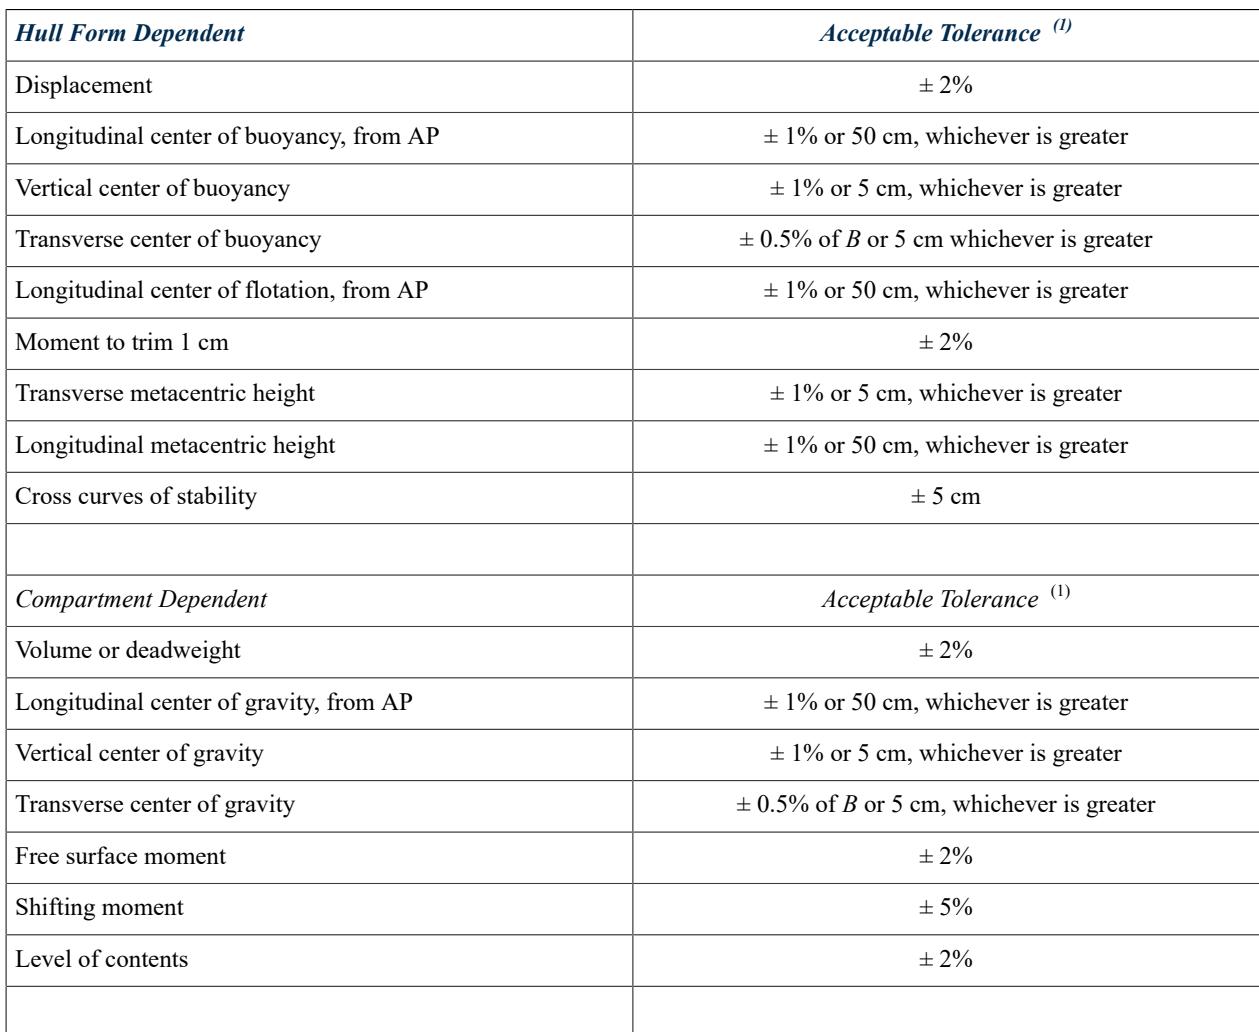 Hull Form Dependent Acceptable Tolerance (1)
Displacement ± 2%
Longitudinal center of buoyancy, from AP ± 1% or 50 cm, whichever is greater
Vertical center of buoyancy ± 1% or 5 cm, whichever is greater
Transverse center of buoyancy ± 0.5% of B or 5 cm whichever is greater
Longitudinal center of flotation, from AP ± 1% or 50 cm, whichever is greater
Moment to trim 1 cm ± 2%
Transverse metacentric height ± 1% or 5 cm, whichever is greater
Longitudinal metacentric height ± 1% or 50 cm, whichever is greater
Cross curves of stability ± 5 cm
Compartment Dependent Acceptable Tolerance (1)
Volume or deadweight ± 2%
Longitudinal center of gravity, from AP ± 1% or 50 cm, whichever is greater
Vertical center of gravity ± 1% or 5 cm, whichever is greater
Transverse center of gravity ± 0.5% of B or 5 cm, whichever is greater
Free surface moment ± 2%
Shifting moment ± 5%
Level of contents ± 2%